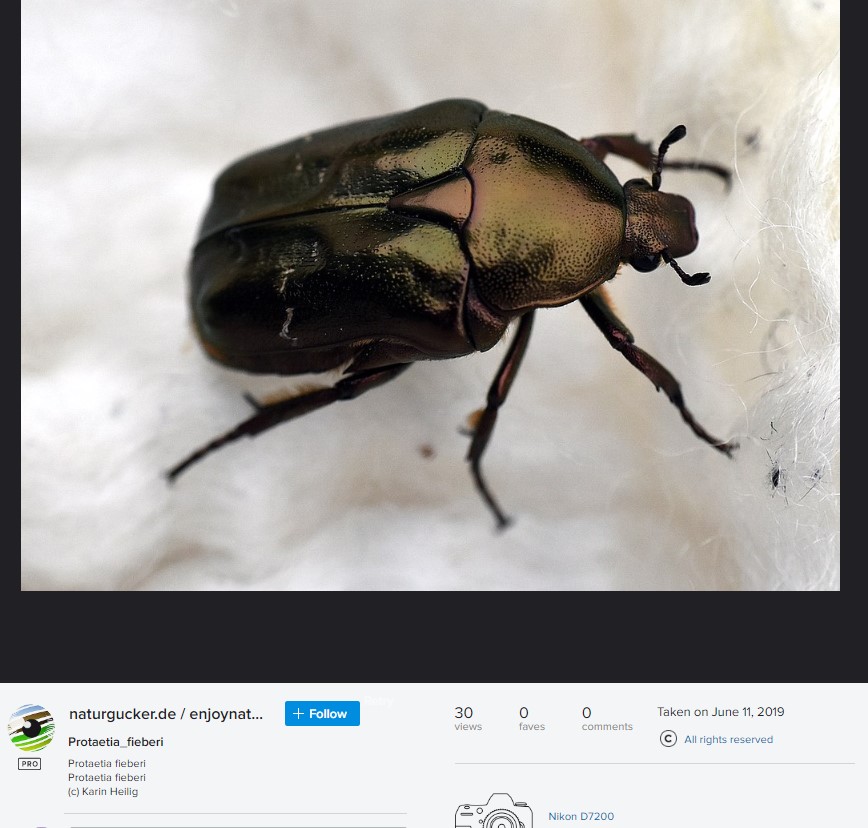 naturgucker.de / enjoynat...
+ Follow
Protaetia_fieberi
PRO
Protaetia fieberi
Protaetia fieberi
(c) Karin Heilig
30
views
0
faves
0
comments
Taken on June 11, 2019
C All rights reserved
Nikon D7200